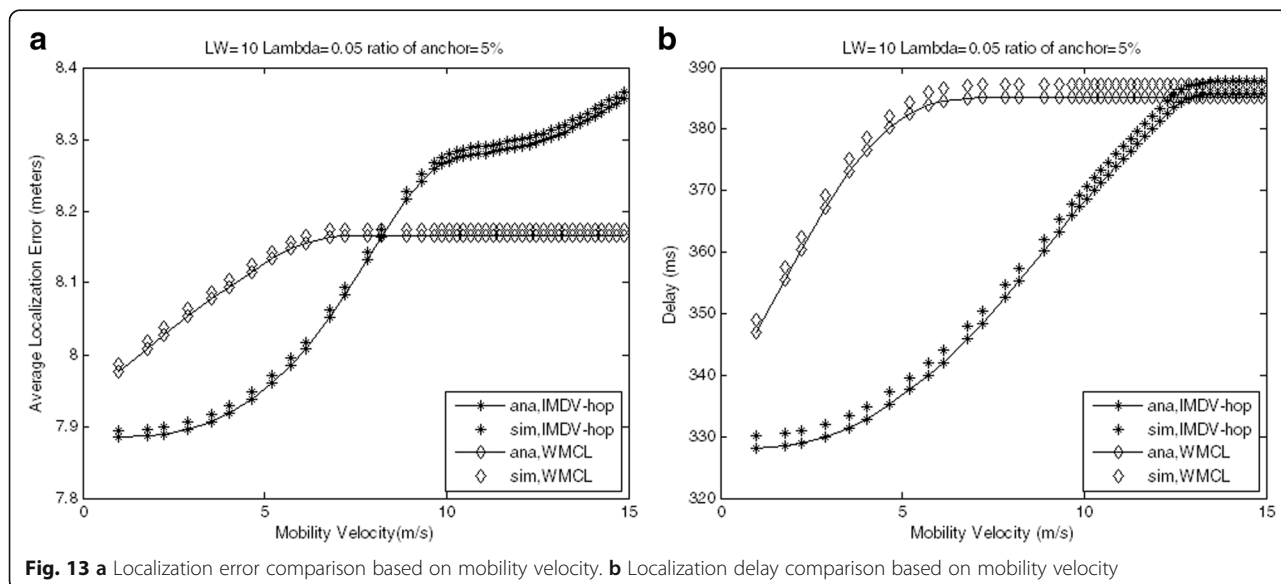 a
LW=10 Lambda=0.05 ratio of anchor=5%
8.4
8.3
8.2
8.1
8
7.9
7.8
Average Localization Error (meters)
0
5
10
15
Mobility Velocity(m/s)
ana,IMDV-hop
sim,IMDV-hop
ana,WMCL
sim,WMCL
b
LW=10 Lambda=0.05 ratio of anchor=5%
390
380
370
360
350
340
330
320
Delay (ms)
0
5
10
15
Mobility Velocity (m/s)
ana,IMDV-hop
sim,IMDV-hop
ana,WMCL
sim,WMCL
Fig. 13 a Localization error comparison based on mobility velocity. b Localization delay comparison based on mobility velocity